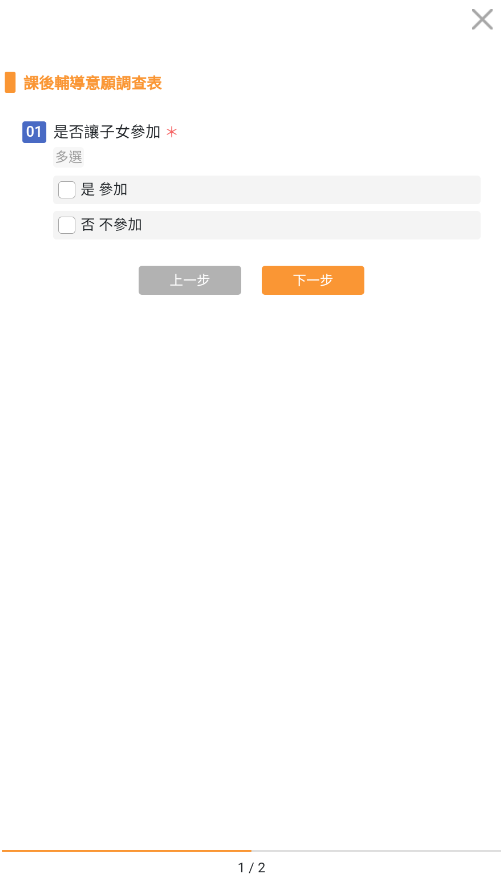 課後輔導意願調查表
01 是否讓子女參加 *
多選
是 參加
否 不參加
上一步 下一步
1 / 2